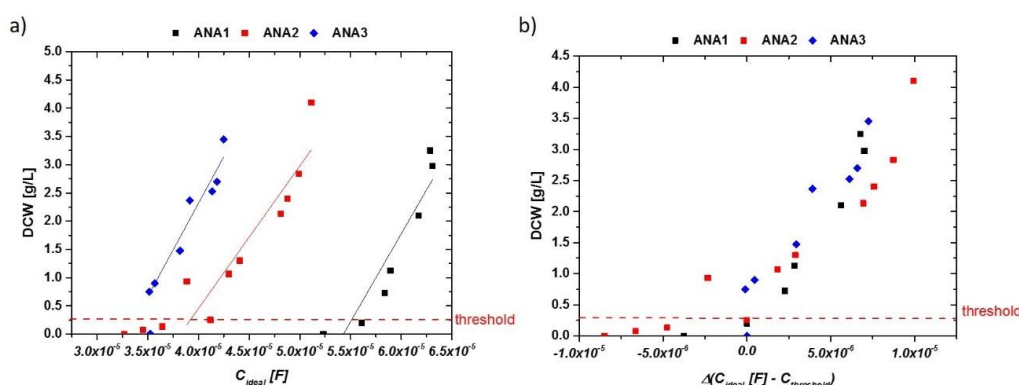 a)
ANA1 ANA2 ANA3
5.0
4.5
4.0
3.5
3.0
2.5
2.0
1.5
1.0
0.5
0.0
DCW [g/L]
threshold
3.0x10⁻⁵ 3.5x10⁻⁵ 4.0x10⁻⁵ 4.5x10⁻⁵ 5.0x10⁻⁵ 5.5x10⁻⁵ 6.0x10⁻⁵ 6.5x10⁻⁵
C_ideal [F]
b)
ANA1 ANA2 ANA3
4.5
4.0
3.5
3.0
2.5
2.0
1.5
1.0
0.5
0.0
DCW [g/L]
threshold
-1.0x10⁻⁵ -5.0x10⁻⁶ 0.0 5.0x10⁻⁶ 1.0x10⁻⁵
Δ(C_ideal [F] - C_threshold)